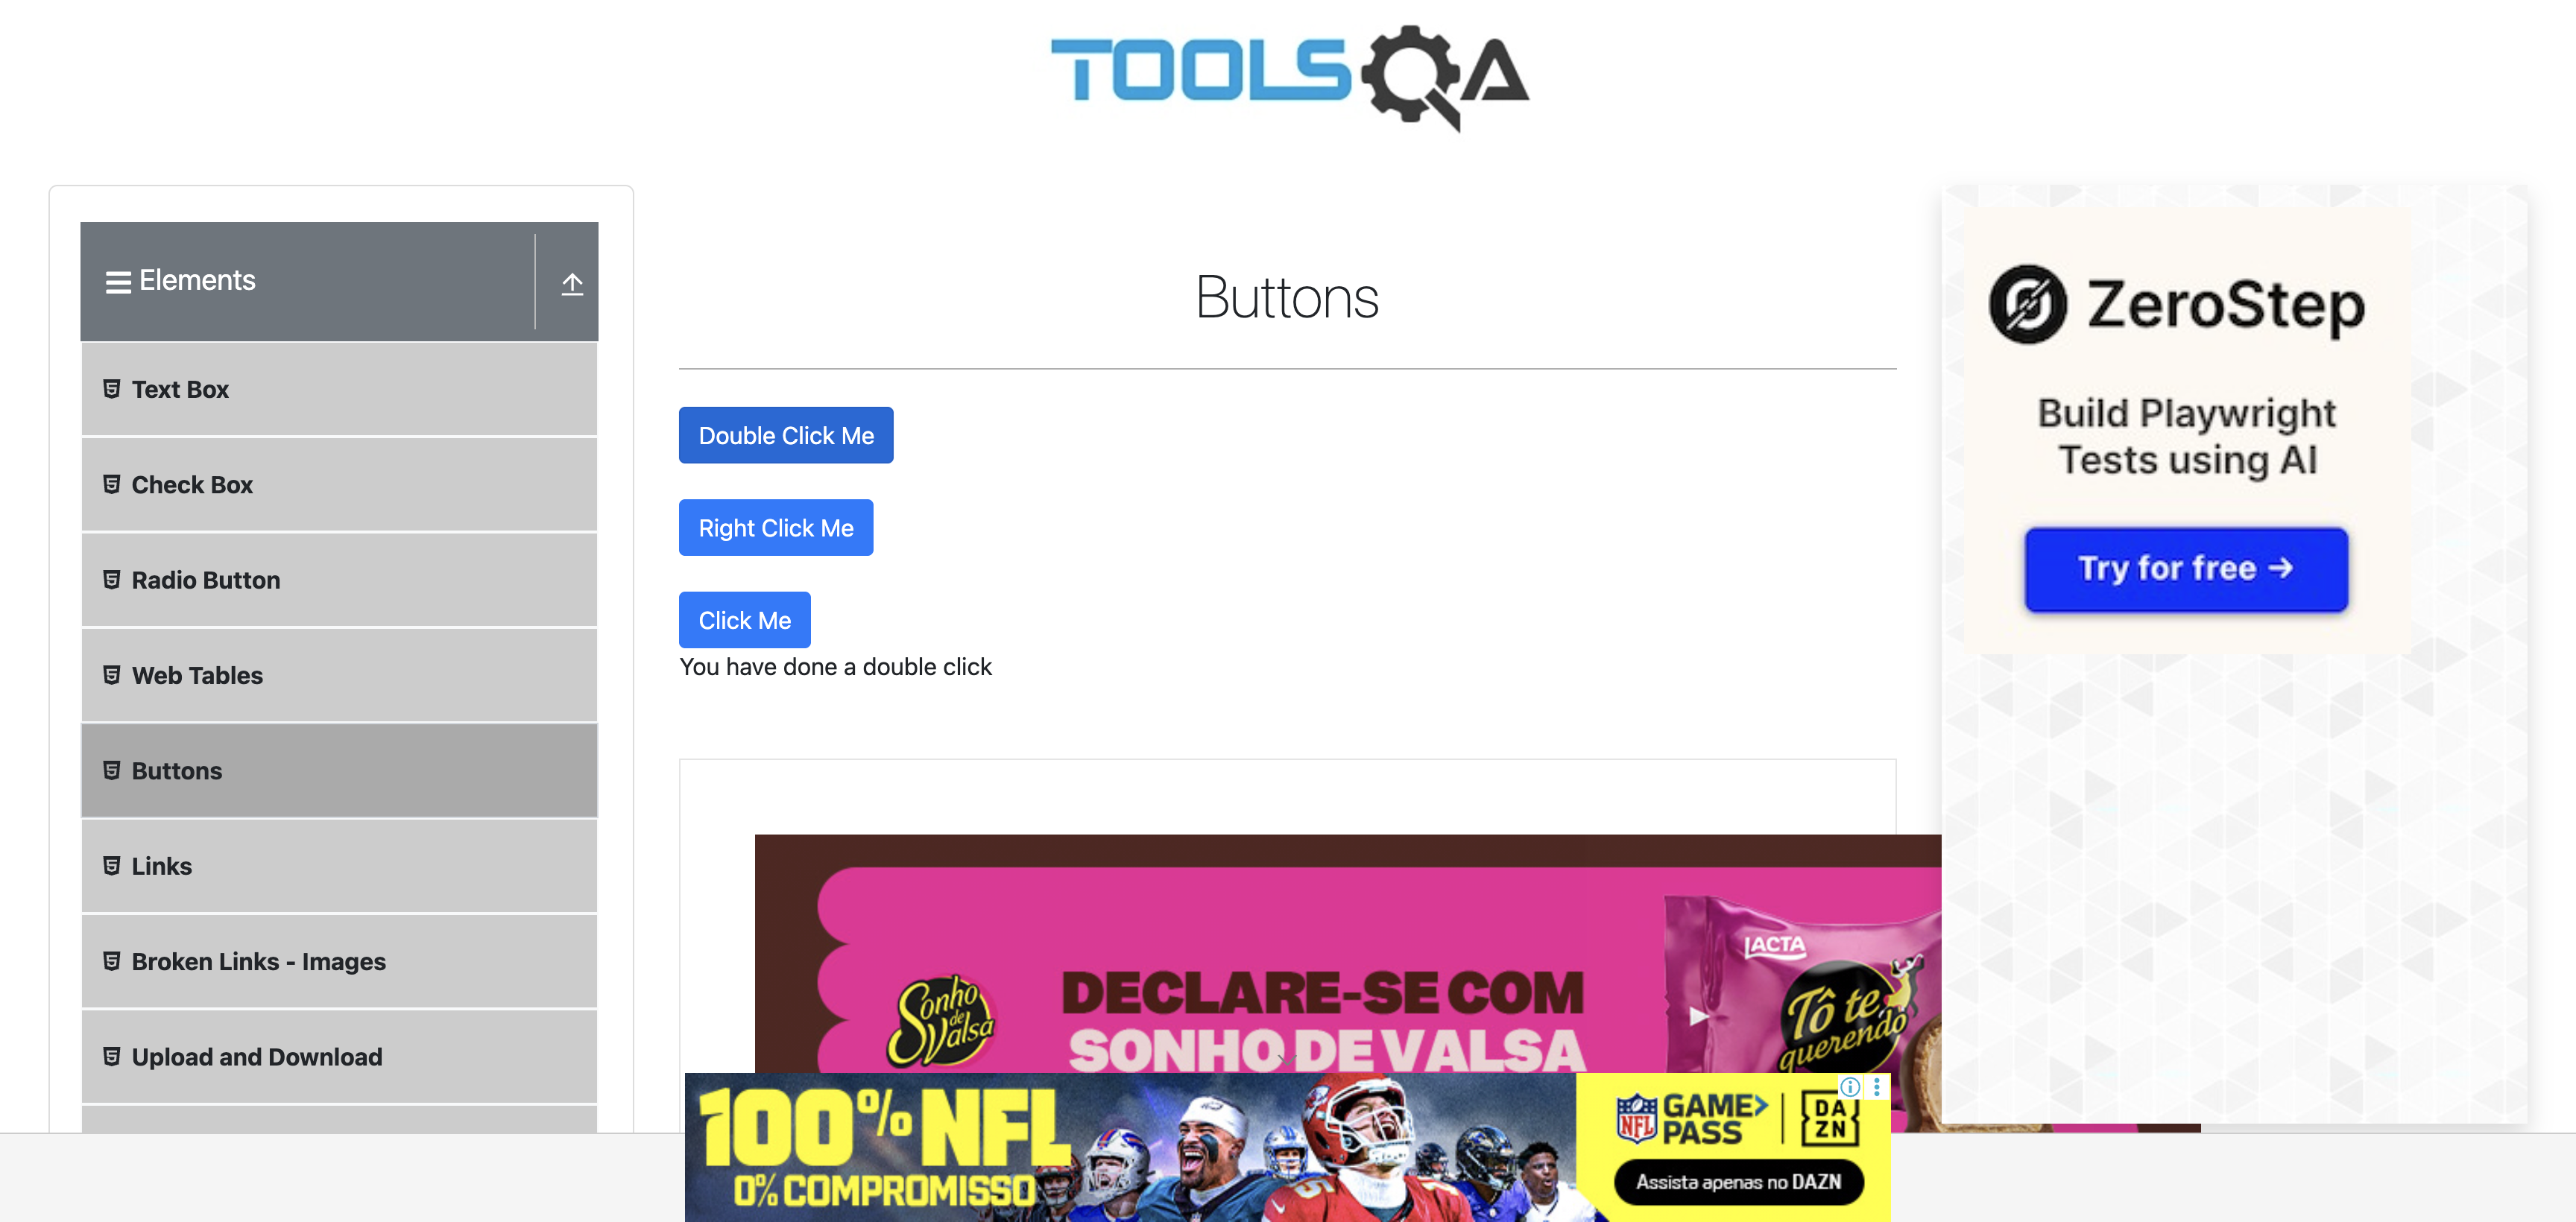 TOOLSQA
Elements
Text Box
Check Box
Radio Button
Web Tables
Buttons
Links
Broken Links - Images
Upload and Download
Buttons
Double Click Me
Right Click Me
Click Me
You have done a double click
Sonho
de
Valsa
DECLARE-SE COM
SONHO DE VALSA
LACTA
Tô te
querendo
100% NFL
0% COMPROMISSO
NFL
GAME
PASS
DA
ZN
Assista apenas no DAZN
ZeroStep
Build Playwright
Tests using AI
Try for free →